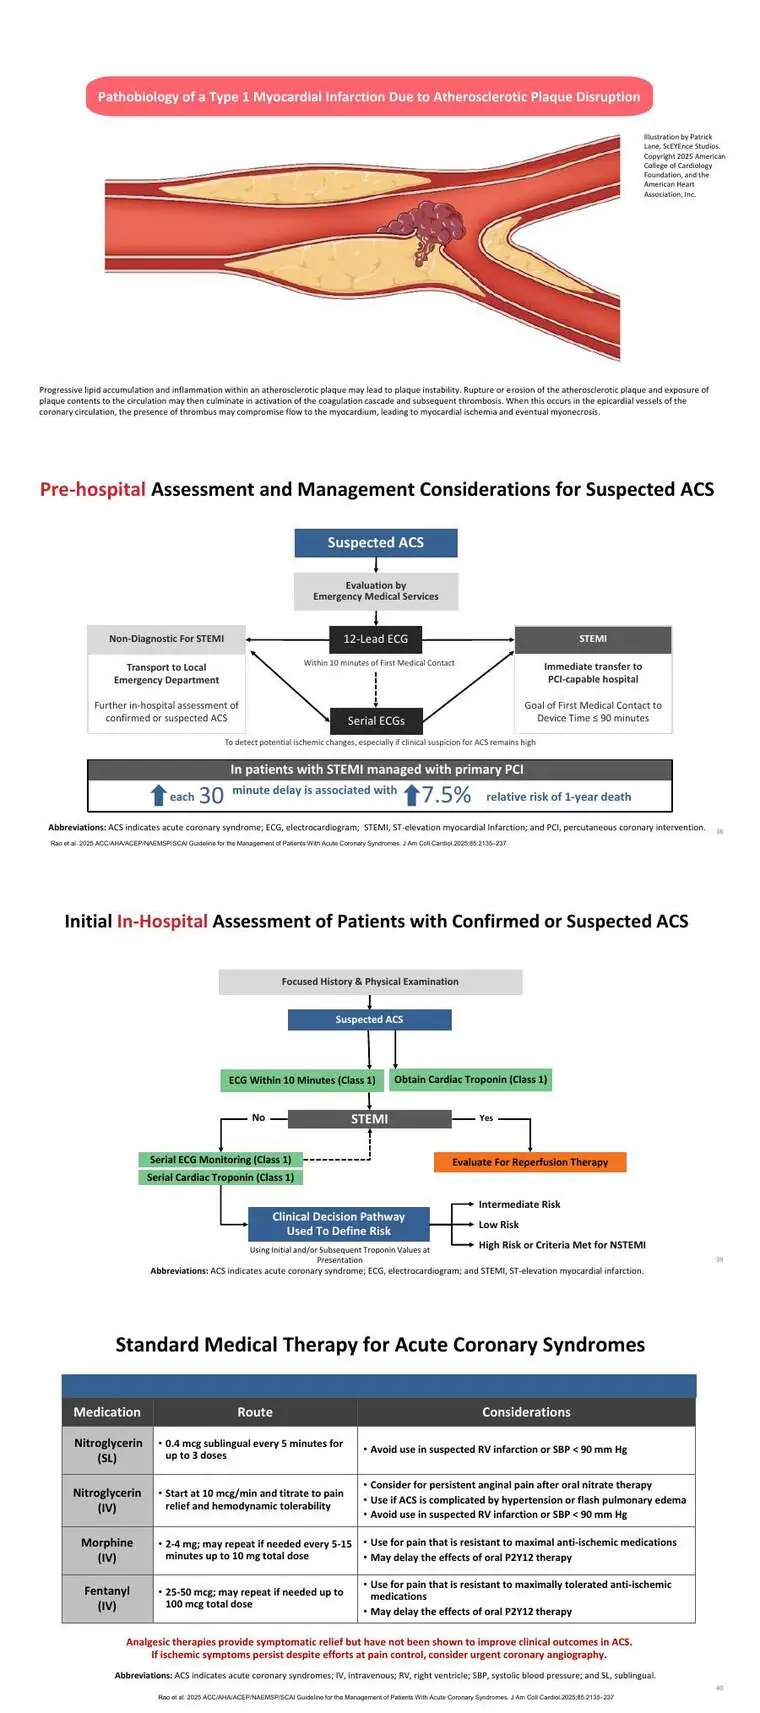 Pathobiology of a Type 1 Myocardial Infarction Due to Atherosclerotic Plaque Disruption
Illustration by Patrick
Lane, ScEYEnce Studios.
Copyright 2025 American
College of Cardiology
Foundation, and the
American Heart
Association, Inc.
Progressive lipid accumulation and inflammation within an atherosclerotic plaque may lead to plaque instability. Rupture or erosion of the atherosclerotic plaque and exposure of
plaque contents to the circulation may then culminate in activation of the coagulation cascade and subsequent thrombosis. When this occurs in the epicardial vessels of the
coronary circulation, the presence of thrombus may compromise flow to the myocardium, leading to myocardial ischemia and eventual myonecrosis.
Pre-hospital Assessment and Management Considerations for Suspected ACS
Suspected ACS
Evaluation by
Emergency Medical Services
Non-Diagnostic For STEMI
12-Lead ECG
STEMI
Within 10 minutes of First Medical Contact
Transport to Local
Emergency Department
Further in-hospital assessment of
confirmed or suspected ACS
Immediate transfer to
PCI-capable hospital
Goal of First Medical Contact to
Device Time ≤ 90 minutes
Serial ECGs
To detect potential ischemic changes, especially if clinical suspicion for ACS remains high
In patients with STEMI managed with primary PCI
each 30 minute delay is associated with 7.5% relative risk of 1-year death
Abbreviations: ACS indicates acute coronary syndrome; ECG, electrocardiogram; STEMI, ST-elevation myocardial Infarction; and PCI, percutaneous coronary intervention.
38
Rao et al. 2025 ACC/AHA/ACEP/NAEMSP/SCAI Guideline for the Management of Patients With Acute Coronary Syndromes. J Am Coll Cardiol.2025;85:2135–237
Initial In-Hospital Assessment of Patients with Confirmed or Suspected ACS
Focused History & Physical Examination
Suspected ACS
ECG Within 10 Minutes (Class 1)
Obtain Cardiac Troponin (Class 1)
No
STEMI
Yes
Serial ECG Monitoring (Class 1)
Serial Cardiac Troponin (Class 1)
Evaluate For Reperfusion Therapy
Clinical Decision Pathway
Used To Define Risk
Intermediate Risk
Low Risk
High Risk or Criteria Met for NSTEMI
Using Initial and/or Subsequent Troponin Values at
Presentation
39
Abbreviations: ACS indicates acute coronary syndrome; ECG, electrocardiogram; and STEMI, ST-elevation myocardial infarction.
Standard Medical Therapy for Acute Coronary Syndromes
Medication Route Considerations
Nitroglycerin
(SL)
• 0.4 mcg sublingual every 5 minutes for
up to 3 doses
• Avoid use in suspected RV infarction or SBP < 90 mm Hg
Nitroglycerin
(IV)
• Start at 10 mcg/min and titrate to pain
relief and hemodynamic tolerability
• Consider for persistent anginal pain after oral nitrate therapy
• Use if ACS is complicated by hypertension or flash pulmonary edema
• Avoid use in suspected RV infarction or SBP < 90 mm Hg
Morphine
(IV)
• 2-4 mg; may repeat if needed every 5-15
minutes up to 10 mg total dose
• Use for pain that is resistant to maximal anti-ischemic medications
• May delay the effects of oral P2Y12 therapy
Fentanyl
(IV)
• 25-50 mcg; may repeat if needed up to
100 mcg total dose
• Use for pain that is resistant to maximally tolerated anti-ischemic
medications
• May delay the effects of oral P2Y12 therapy
Analgesic therapies provide symptomatic relief but have not been shown to improve clinical outcomes in ACS.
If ischemic symptoms persist despite efforts at pain control, consider urgent coronary angiography.
Abbreviations: ACS indicates acute coronary syndromes; IV, intravenous; RV, right ventricle; SBP, systolic blood pressure; and SL, sublingual.
40
Rao et al. 2025 ACC/AHA/ACEP/NAEMSP/SCAI Guideline for the Management of Patients With Acute Coronary Syndromes. J Am Coll Cardiol.2025;85:2135–237